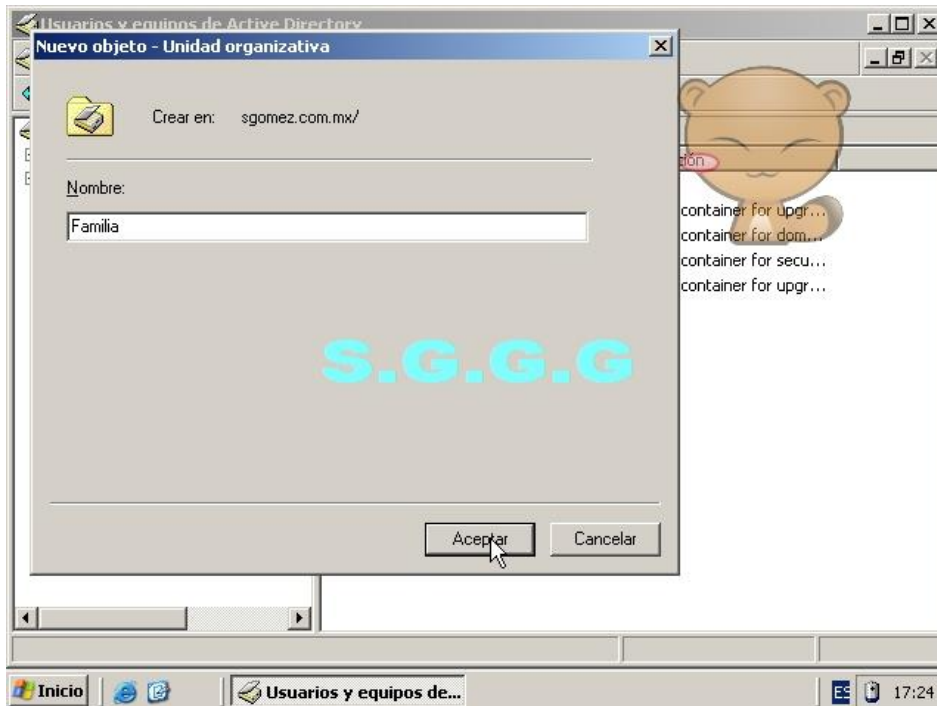 Usuarios y equipos de Active Directory
Nuevo objeto - Unidad organizativa
Crear en: sgomez.com.mx/
Nombre:
Familia
ción
container for upgr...
container for dom...
container for secu...
container for upgr...
S.G.G.G
Aceptar
Cancelar
Inicio
Usuarios y equipos de...
ES
17:24